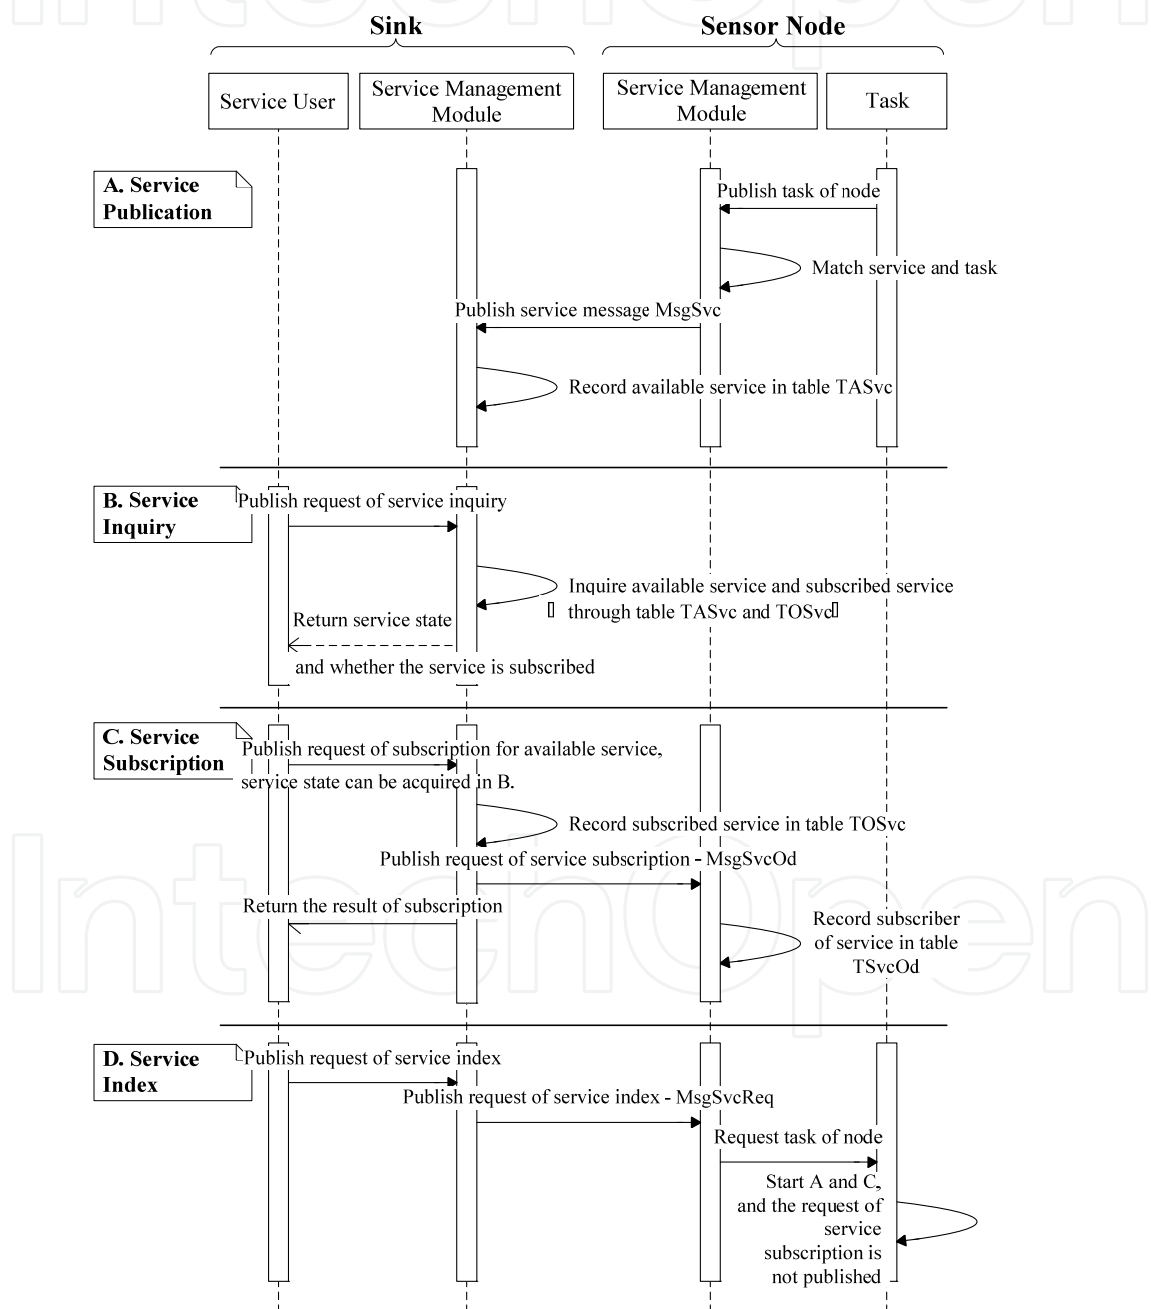 Sink
Sensor Node
Service User
Service Management
Module
Service Management
Module
Task
A. Service
Publication
Publish task of node
Match service and task
Publish service message MsgSvc
Record available service in table TASvc
B. Service
Inquiry
Publish request of service inquiry
Inquire available service and subscribed service
through table TASvc and TOSvc
Return service state
and whether the service is subscribed
C. Service
Subscription
Publish request of subscription for available service,
service state can be acquired in B.
Record subscribed service in table TOSvc
Publish request of service subscription - MsgSvcOd
Return the result of subscription
Record subscriber
of service in table
TSvcOd
IntechOpen
D. Service
Index
Publish request of service index
Publish request of service index - MsgSvcReq
Request task of node
Start A and C,
and the request of
service
subscription is
not published